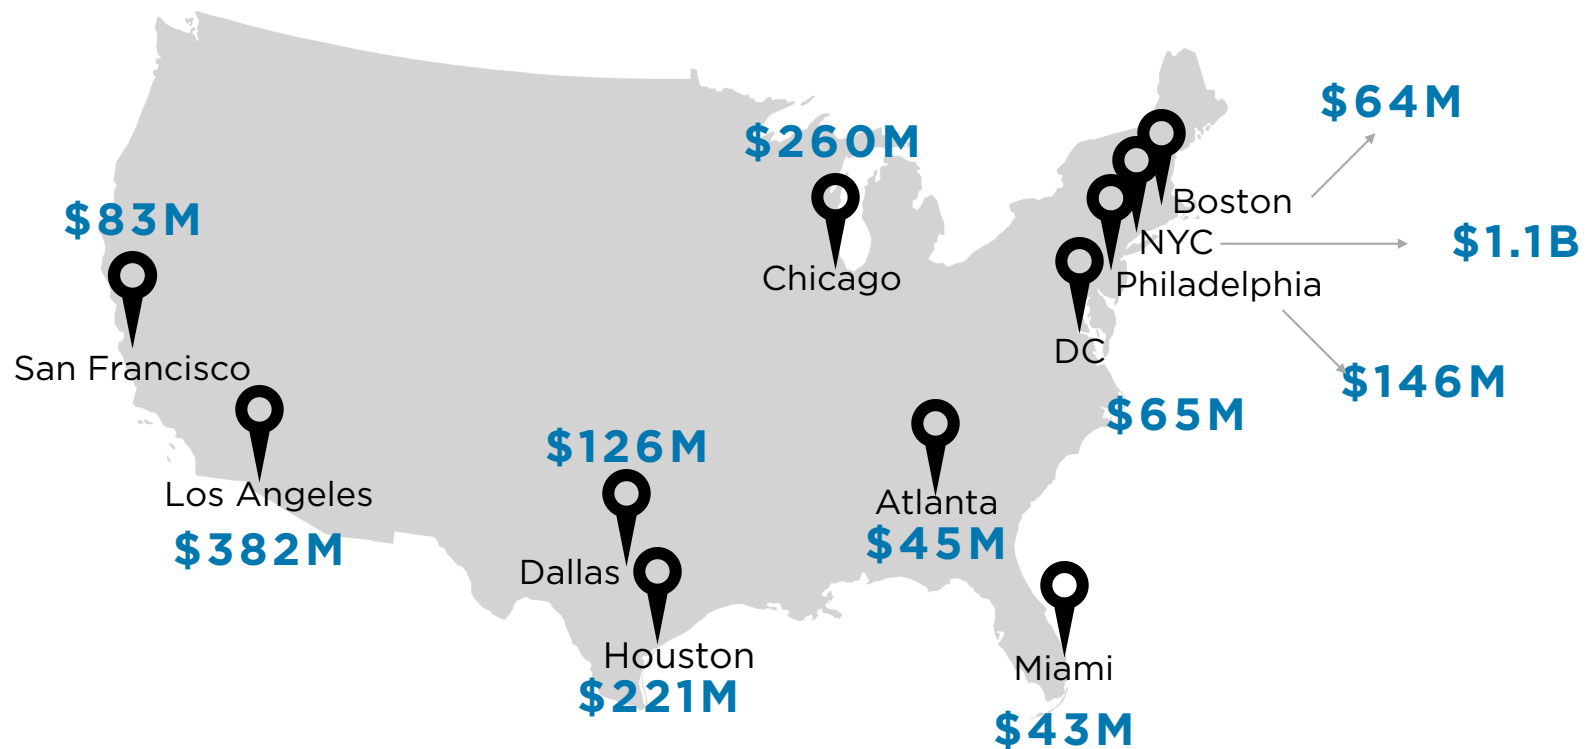 $64M
$260M
$83M
Boston
NYC
$1.1B
Chicago
Philadelphia
DC
San Francisco
$146M
$65M
$126M
Los Angeles
Atlanta
$382M
$45M
Dallas
Houston
Miami
$221M
$43M